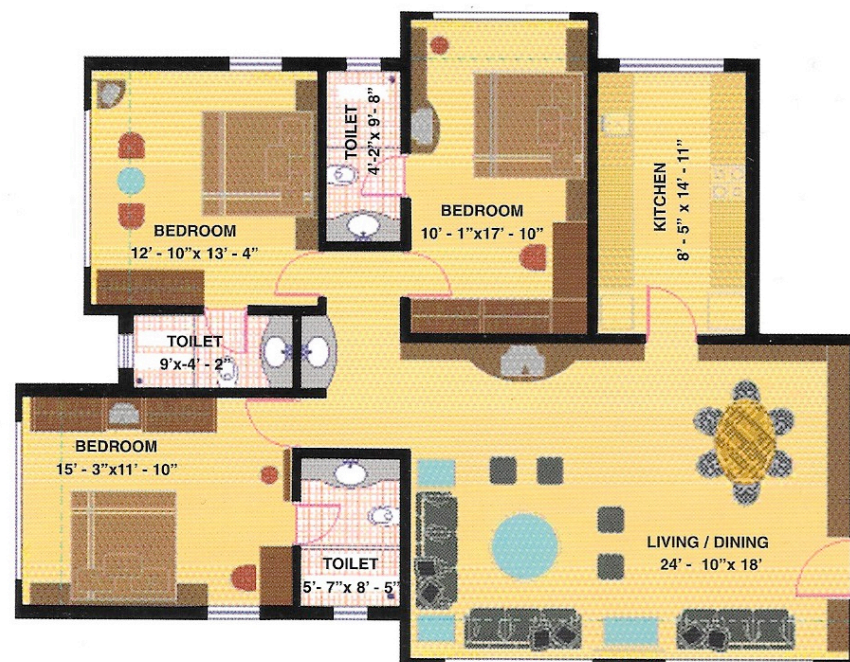 BEDROOM
12' - 10"x 13' - 4"
TOILET
4'-2"x 9' - 8"
BEDROOM
10' - 1"x17' - 10"
KITCHEN
8' - 5" x 14' - 11"
TOILET
9'x-4' - 2"
BEDROOM
15' - 3"x11' - 10"
TOILET
5'- 7"x 8' - 5"
LIVING / DINING
24' - 10"x 18'